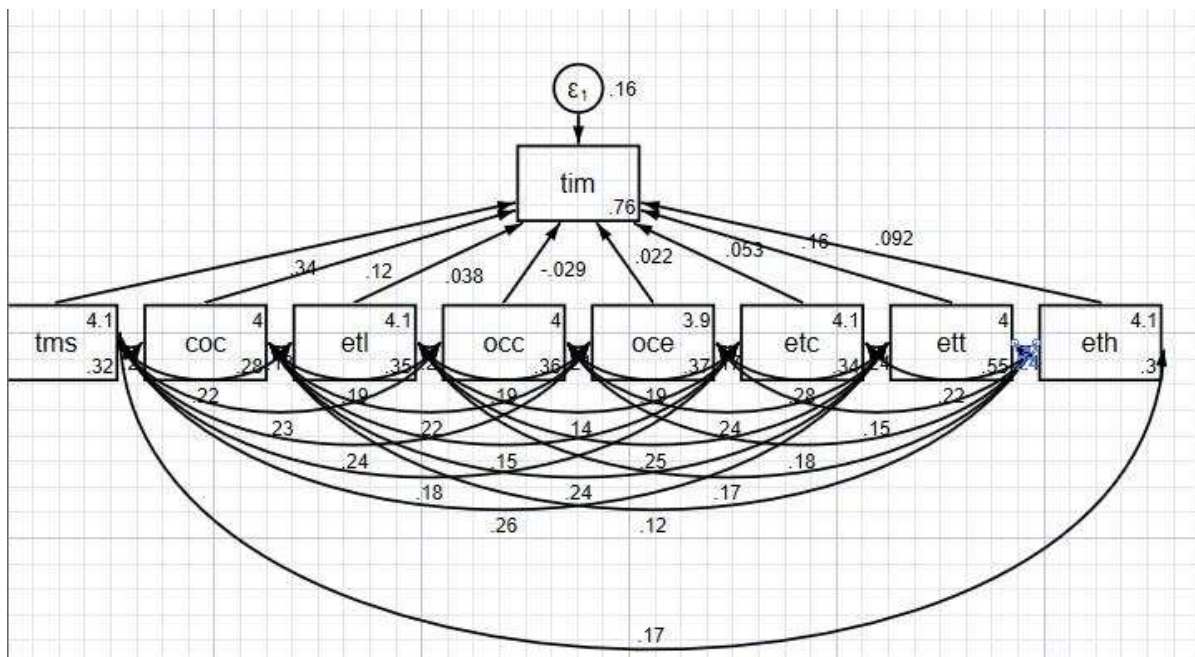 ε₁ .16
tim
.76
.34 .12 .038 -.029 .022 .053 .16 .092
4.1 4 4.1 4 3.9 4.1 4 4.1
tms coc etl occ oce etc ett eth
.32 .28 .35 .36 .37 .34 .55 .3
.22 .19 .19 .19 .28 .22
.23 .22 .14 .24 .15
.24 .15 .25 .18
.18 .24 .17
.26 .12
.17